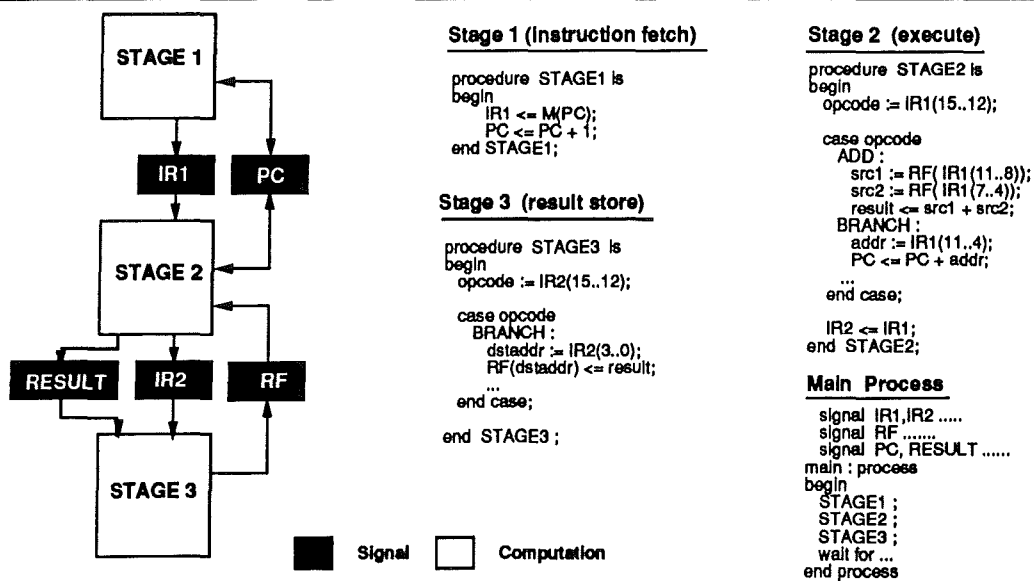 STAGE 1
IR1
PC
STAGE 2
RESULT
IR2
RF
STAGE 3
Signal
Computation
Stage 1 (Instruction fetch)
procedure STAGE1 is
begin
IR1 <= M(PC);
PC <= PC + 1;
end STAGE1;
Stage 3 (result store)
procedure STAGE3 is
begin
opcode := IR2(15..12);
case opcode
BRANCH :
dstaddr := IR2(3..0);
RF(dstaddr) <= result;
...
end case;
end STAGE3 ;
Stage 2 (execute)
procedure STAGE2 is
begin
opcode := IR1(15..12);
case opcode
ADD :
src1 := RF( IR1(11..8));
src2 := RF( IR1(7..4));
result <= src1 + src2;
BRANCH :
addr := IR1(11..4);
PC <= PC + addr;
...
end case;
IR2 <= IR1;
end STAGE2;
Main Process
signal IR1,IR2 .....
signal RF .......
signal PC, RESULT ......
main : process
begin
STAGE1 ;
STAGE2 ;
STAGE3 ;
wait for ...
end process